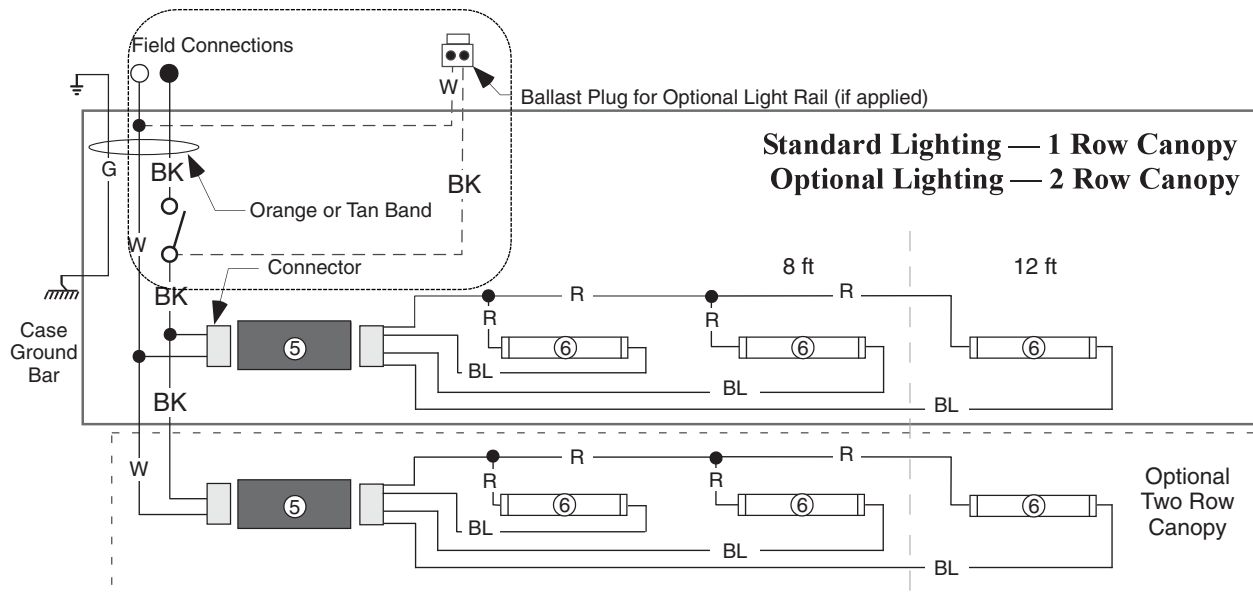 Field Connections
W
Ballast Plug for Optional Light Rail (if applied)
Standard Lighting — 1 Row Canopy
Optional Lighting — 2 Row Canopy
G
BK
BK
Orange or Tan Band
W
Connector
8 ft
12 ft
BK
R
R
Case
Ground
Bar
R
R
5
6
6
6
BL
BL
BL
BK
W
R
R
R
R
Optional
Two Row
Canopy
5
6
6
6
BL
BL
BL